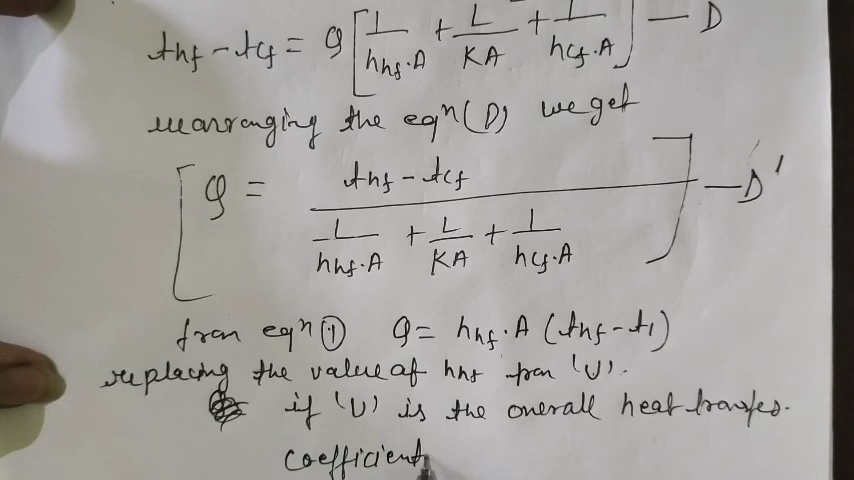 thf - tcf = Q [ 1/hhf.A + L/KA + 1/hcf.A ] — D
rearranging the eqn (D) we get
[ Q = thf - tcf / 1/hhf.A + L/KA + 1/hcf.A ] — D'
from eqn ① Q = hhf.A (thf - t1)
replacing the value of hhf from 'U'.
if 'U' is the overall heat transfer.
coefficient